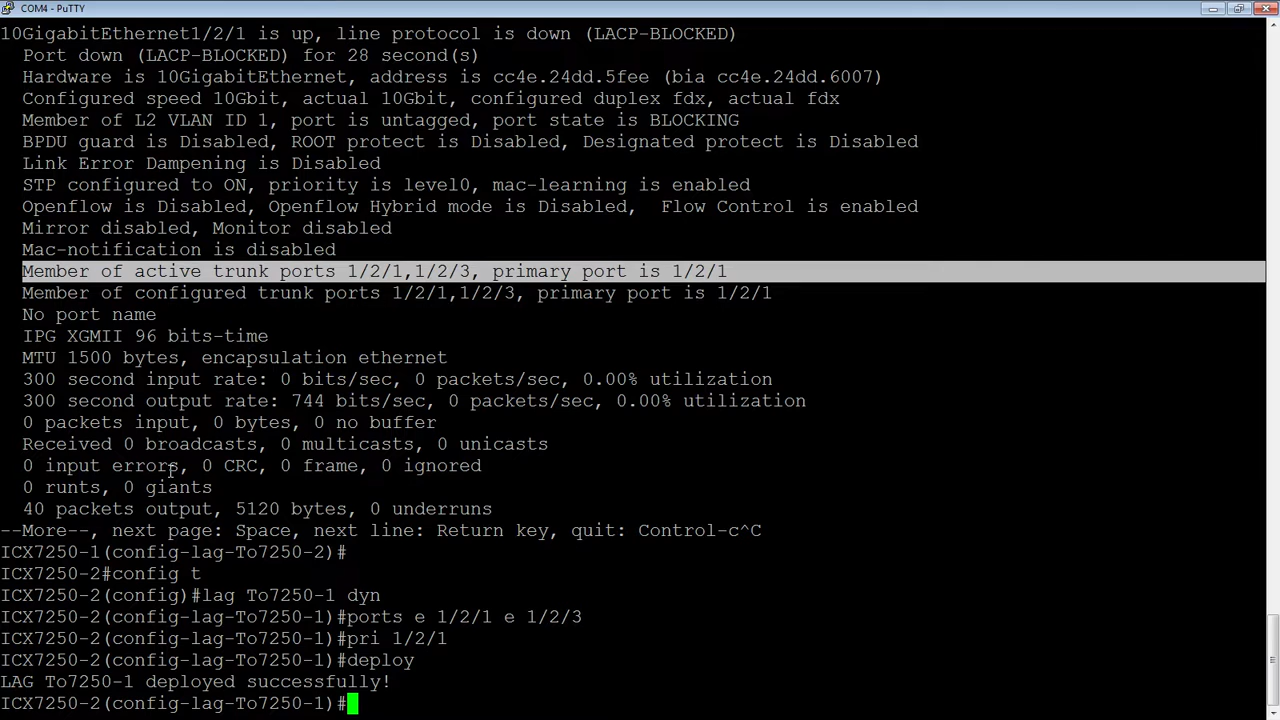 COM4 - PuTTY
10GigabitEthernet1/2/1 is up, line protocol is down (LACP-BLOCKED)
Port down (LACP-BLOCKED) for 28 second(s)
Hardware is 10GigabitEthernet, address is cc4e.24dd.5fee (bia cc4e.24dd.6007)
Configured speed 10Gbit, actual 10Gbit, configured duplex fdx, actual fdx
Member of L2 VLAN ID 1, port is untagged, port state is BLOCKING
BPDU guard is Disabled, ROOT protect is Disabled, Designated protect is Disabled
Link Error Dampening is Disabled
STP configured to ON, priority is level0, mac-learning is enabled
Openflow is Disabled, Openflow Hybrid mode is Disabled,  Flow Control is enabled
Mirror disabled, Monitor disabled
Mac-notification is disabled
Member of active trunk ports 1/2/1,1/2/3, primary port is 1/2/1
Member of configured trunk ports 1/2/1,1/2/3, primary port is 1/2/1
No port name
IPG XGMII 96 bits-time
MTU 1500 bytes, encapsulation ethernet
300 second input rate: 0 bits/sec, 0 packets/sec, 0.00% utilization
300 second output rate: 744 bits/sec, 0 packets/sec, 0.00% utilization
0 packets input, 0 bytes, 0 no buffer
Received 0 broadcasts, 0 multicasts, 0 unicasts
0 input errors, 0 CRC, 0 frame, 0 ignored
0 runts, 0 giants
40 packets output, 5120 bytes, 0 underruns
--More--, next page: Space, next line: Return key, quit: Control-c^C
ICX7250-1(config-lag-To7250-2)#
ICX7250-2#config t
ICX7250-2(config)#lag To7250-1 dyn
ICX7250-2(config-lag-To7250-1)#ports e 1/2/1 e 1/2/3
ICX7250-2(config-lag-To7250-1)#pri 1/2/1
ICX7250-2(config-lag-To7250-1)#deploy
LAG To7250-1 deployed successfully!
ICX7250-2(config-lag-To7250-1)#